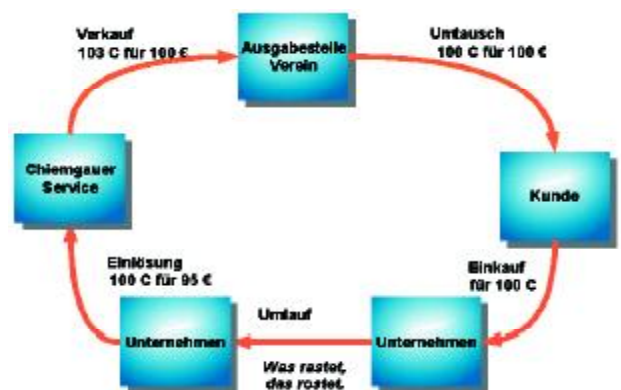 Verkauf
103 C für 100 €
Ausgabestelle
Verein
Umtausch
100 C für 100 €
Chiemgauer
Service
Kunde
Einlösung
100 C für 95 €
Einkauf
für 100 C
Unternehmen
Umlauf
Unternehmen
Was rastet,
das rostet.